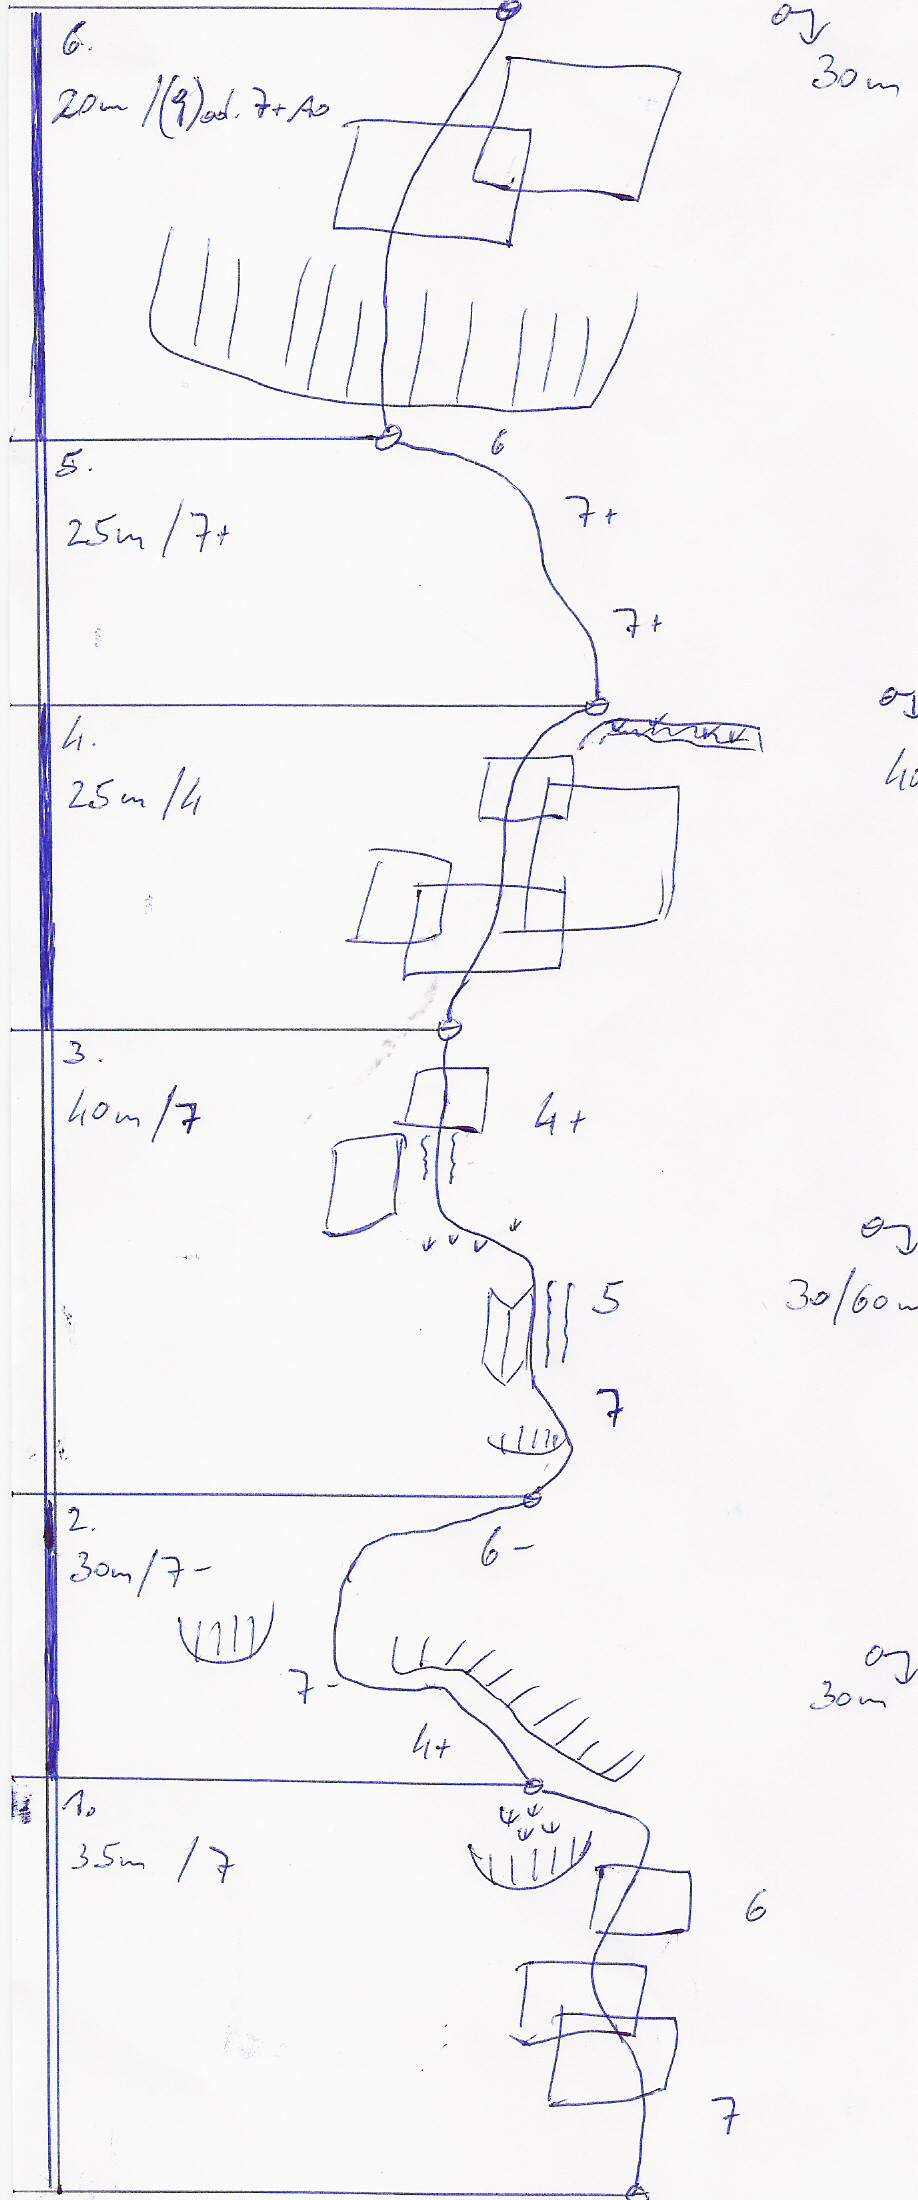 6.
30m
20m /(9) od. 7+ A0
6
5.
7+
25m /7+
7+
4.
25m /4
3.
40m /7
4+
5
30/60m
7
2.
6-
30m/7-
7-
30m
4+
1.
35m /7
6
7